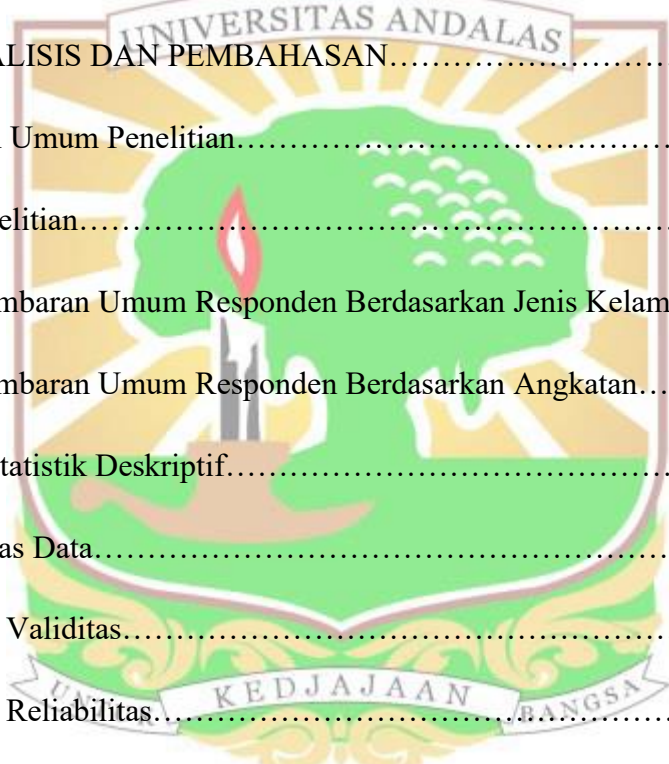 UNIVERSITAS ANDALAS
ALISIS DAN PEMBAHASAN……………………
Umum Penelitian…………………………………
elitian……………………………………………………
mbaran Umum Responden Berdasarkan Jenis Kelam
mbaran Umum Responden Berdasarkan Angkatan…
tatistik Deskriptif…………………………………
as Data…………………………………………………
Validitas………………………………………………
UNTUK KEDJAJAAN BANGSA
Reliabilitas……………………………………………